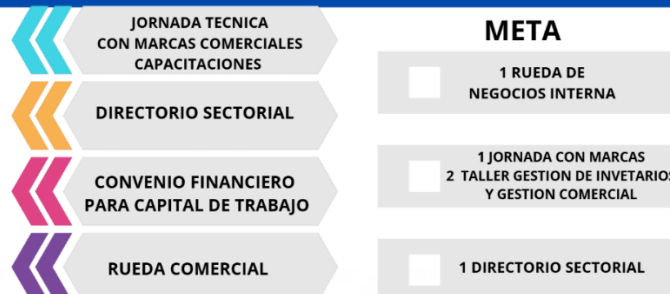 JORNADA TECNICA
CON MARCAS COMERCIALES
CAPACITACIONES
DIRECTORIO SECTORIAL
CONVENIO FINANCIERO
PARA CAPITAL DE TRABAJO
RUEDA COMERCIAL
META
1 RUEDA DE
NEGOCIOS INTERNA
1 JORNADA CON MARCAS
2 TALLER GESTION DE INVETARIOS
Y GESTION COMERCIAL
1 DIRECTORIO SECTORIAL